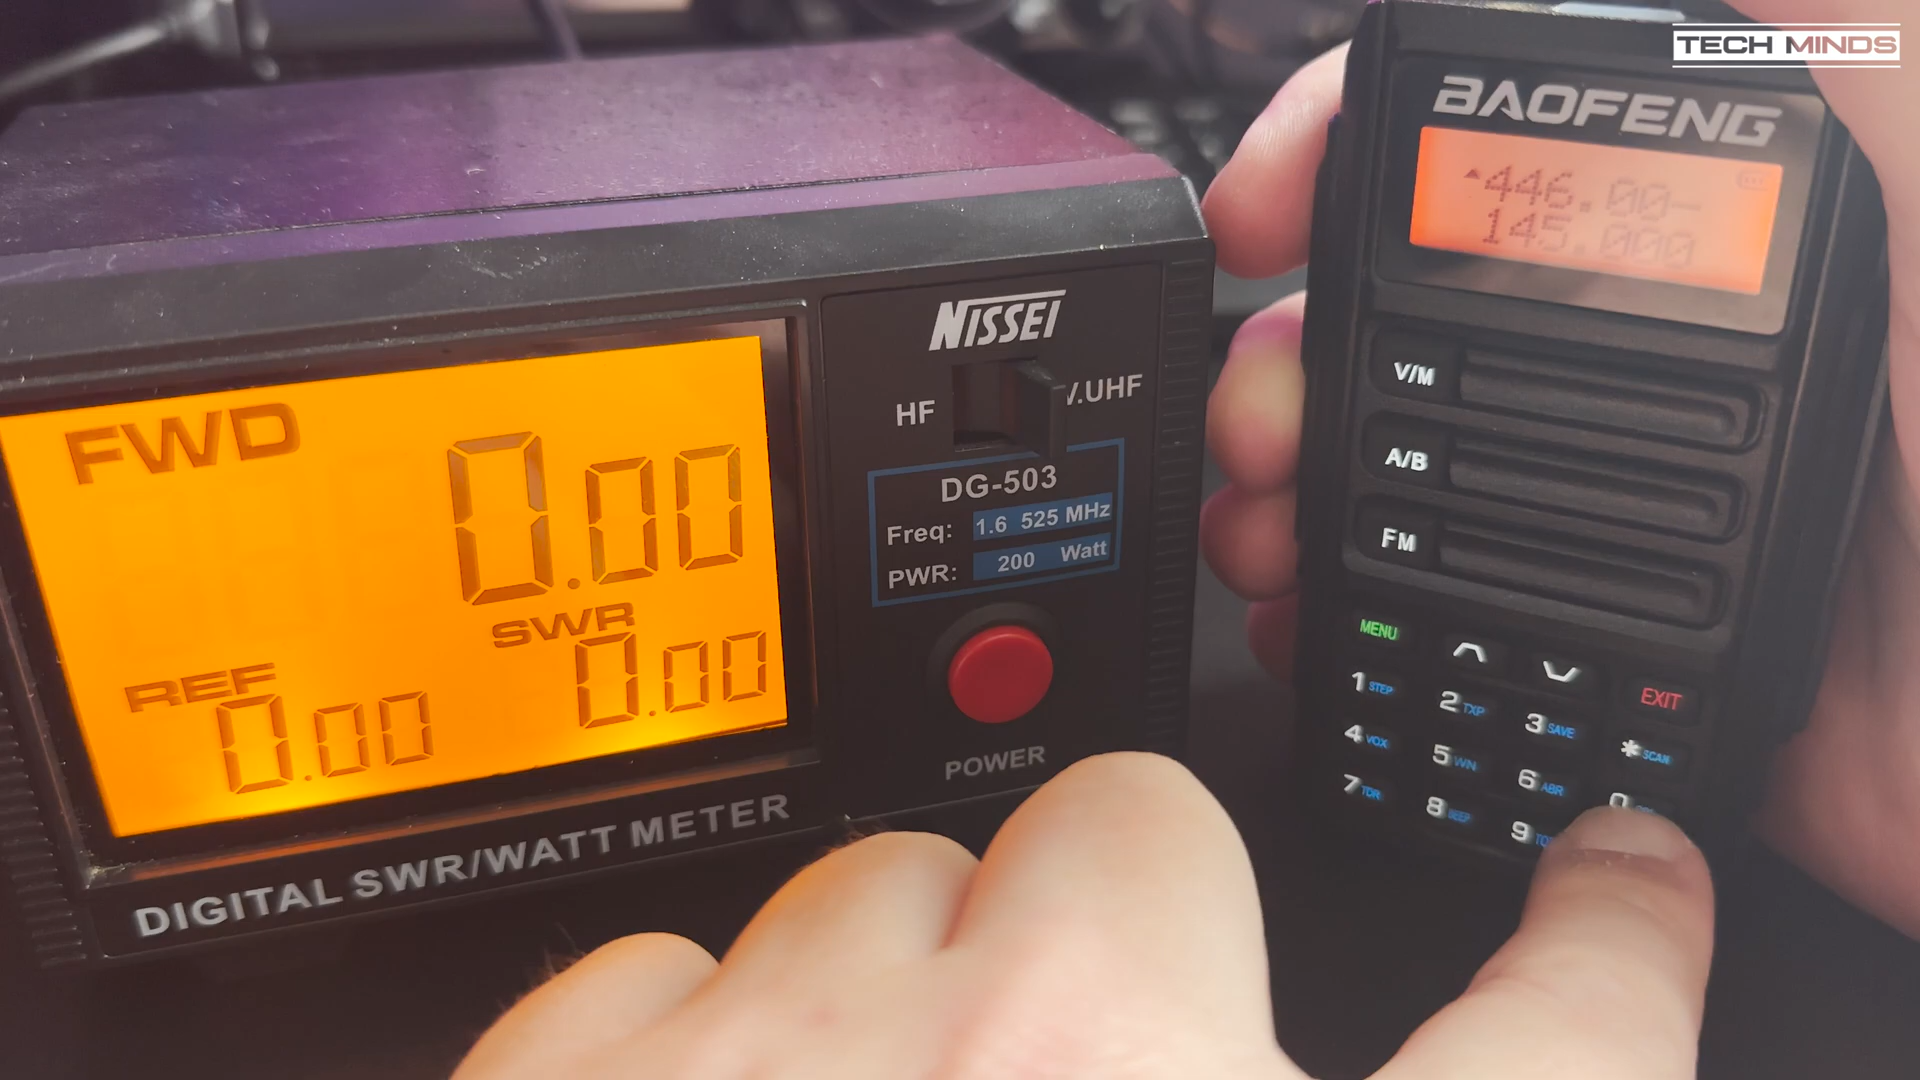 TECH MINDS
BAOFENG
446.00-
145.000
NISSEI
HF
V.UHF
DG-503
Freq: 1.6 525 MHz
PWR: 200 Watt
POWER
FWD
0.00
SWR
0.00
REF
0.00
DIGITAL SWR/WATT METER
V/M
A/B
FM
MENU
EXIT
1 STEP
2 TXP
3 SAVE
* SCAN
4 VOX
5 WN
6 ABR
0
7 TDR
8 BEEP
9